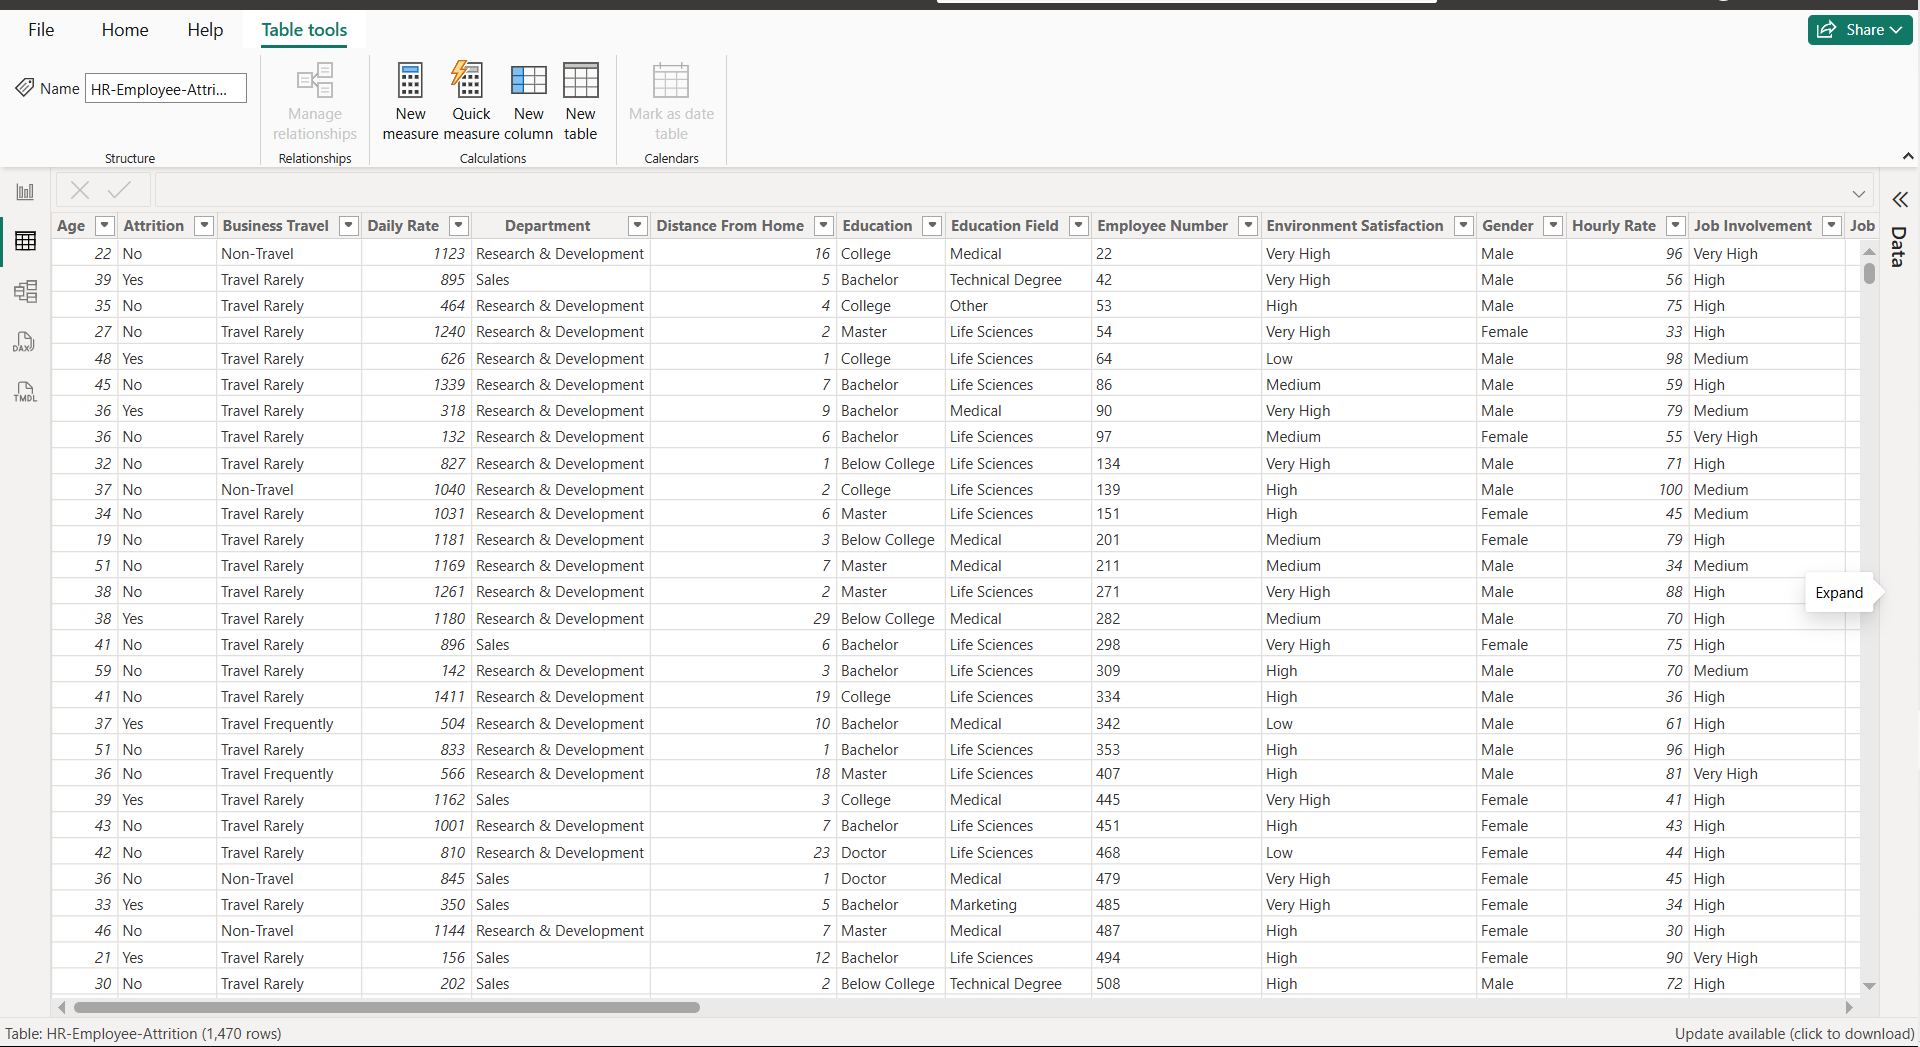 File Home Help Table tools Share
Name HR-Employee-Attri...
Manage relationships
New measure
Quick measure
New column
New table
Mark as date table
Structure Relationships Calculations Calendars
Age Attrition Business Travel Daily Rate Department Distance From Home Education Education Field Employee Number Environment Satisfaction Gender Hourly Rate Job Involvement Job
22 No Non-Travel 1123 Research & Development 16 College Medical 22 Very High Male 96 Very High
39 Yes Travel Rarely 895 Sales 5 Bachelor Technical Degree 42 Very High Male 56 High
35 No Travel Rarely 464 Research & Development 4 College Other 53 High Male 75 High
27 No Travel Rarely 1240 Research & Development 2 Master Life Sciences 54 Very High Female 33 High
48 Yes Travel Rarely 626 Research & Development 1 College Life Sciences 64 Low Male 98 Medium
45 No Travel Rarely 1339 Research & Development 7 Bachelor Life Sciences 86 Medium Male 59 High
36 Yes Travel Rarely 318 Research & Development 9 Bachelor Medical 90 Very High Male 79 Medium
36 No Travel Rarely 132 Research & Development 6 Bachelor Life Sciences 97 Medium Female 55 Very High
32 No Travel Rarely 827 Research & Development 1 Below College Life Sciences 134 Very High Male 71 High
37 No Non-Travel 1040 Research & Development 2 College Life Sciences 139 High Male 100 Medium
34 No Travel Rarely 1031 Research & Development 6 Master Life Sciences 151 High Female 45 Medium
19 No Travel Rarely 1181 Research & Development 3 Below College Medical 201 Medium Female 79 High
51 No Travel Rarely 1169 Research & Development 7 Master Medical 211 Medium Male 34 Medium
38 No Travel Rarely 1261 Research & Development 2 Master Life Sciences 271 Very High Male 88 High
38 Yes Travel Rarely 1180 Research & Development 29 Below College Medical 282 Medium Male 70 High
41 No Travel Rarely 896 Sales 6 Bachelor Life Sciences 298 Very High Female 75 High
59 No Travel Rarely 142 Research & Development 3 Bachelor Life Sciences 309 High Male 70 Medium
41 No Travel Rarely 1411 Research & Development 19 College Life Sciences 334 High Male 36 High
37 Yes Travel Frequently 504 Research & Development 10 Bachelor Medical 342 Low Male 61 High
51 No Travel Rarely 833 Research & Development 1 Bachelor Life Sciences 353 High Male 96 High
36 No Travel Frequently 566 Research & Development 18 Master Life Sciences 407 High Male 81 Very High
39 Yes Travel Rarely 1162 Sales 3 College Medical 445 Very High Female 41 High
43 No Travel Rarely 1001 Research & Development 7 Bachelor Life Sciences 451 High Female 43 High
42 No Travel Rarely 810 Research & Development 23 Doctor Life Sciences 468 Low Female 44 High
36 No Non-Travel 845 Sales 1 Doctor Medical 479 Very High Female 45 High
33 Yes Travel Rarely 350 Sales 5 Bachelor Marketing 485 Very High Female 34 High
46 No Non-Travel 1144 Research & Development 7 Master Medical 487 High Female 30 High
21 Yes Travel Rarely 156 Sales 12 Bachelor Life Sciences 494 High Female 90 Very High
30 No Travel Rarely 202 Sales 2 Below College Technical Degree 508 High Male 72 High
DAX
TMDL
Data
Expand
Table: HR-Employee-Attrition (1,470 rows) Update available (click to download)